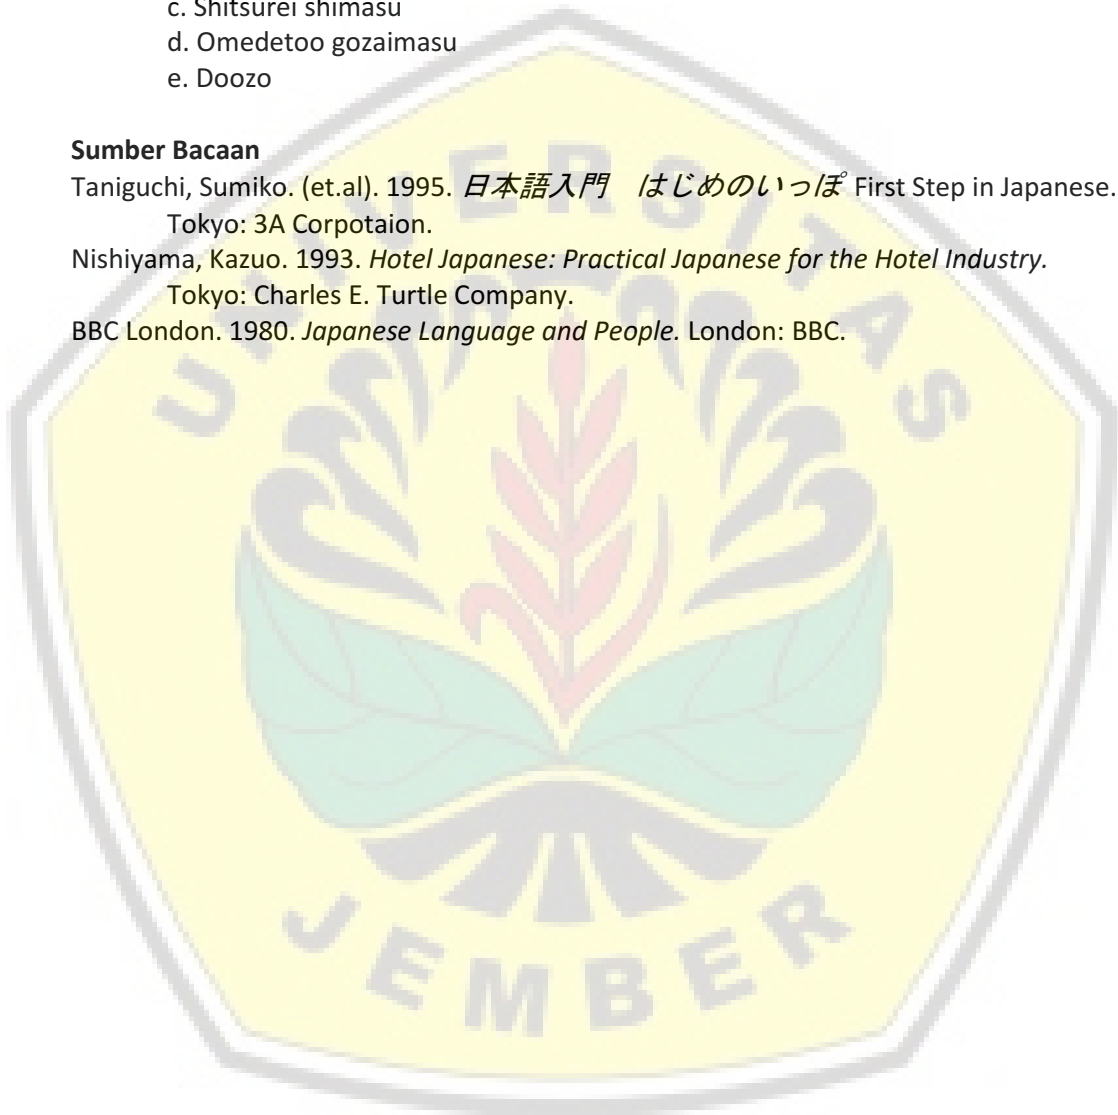 c. Shitsurei shimasu
d. Omedetoo gozaimasu
e. Doozo
Sumber Bacaan
Taniguchi, Sumiko. (et.al). 1995. 日本語入門　はじめのいっぽ First Step in Japanese.
Tokyo: 3A Corpotaion.
Nishiyama, Kazuo. 1993. Hotel Japanese: Practical Japanese for the Hotel Industry.
Tokyo: Charles E. Turtle Company.
BBC London. 1980. Japanese Language and People. London: BBC.
UNIVERSITAS
JEMBER